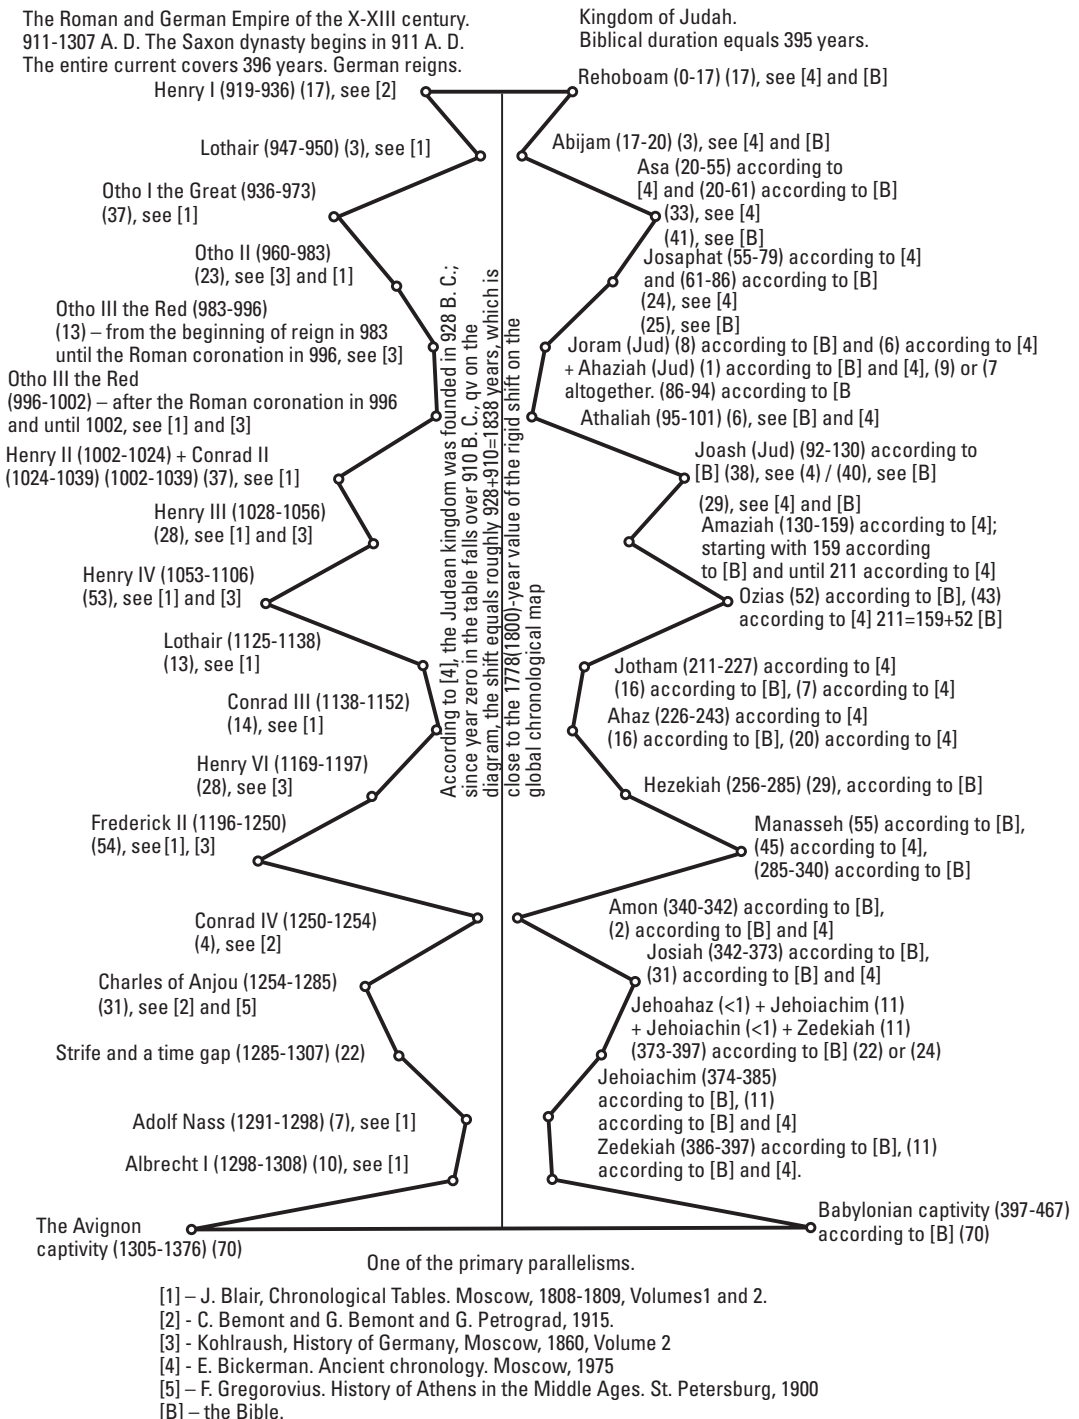 The Roman and German Empire of the X-XIII century.
911-1307 A. D. The Saxon dynasty begins in 911 A. D.
The entire current covers 396 years. German reigns.
Henry I (919-936) (17), see [2]
Lothair (947-950) (3), see [1]
Otho I the Great (936-973)
(37), see [1]
Otho II (960-983)
(23), see [3] and [1]
Otho III the Red (983-996)
(13) – from the beginning of reign in 983
until the Roman coronation in 996, see [3]
Otho III the Red
(996-1002) – after the Roman coronation in 996
and until 1002, see [1] and [3]
Henry II (1002-1024) + Conrad II
(1024-1039) (1002-1039) (37), see [1]
Henry III (1028-1056)
(28), see [1] and [3]
Henry IV (1053-1106)
(53), see [1] and [3]
Lothair (1125-1138)
(13), see [1]
Conrad III (1138-1152)
(14), see [1]
Henry VI (1169-1197)
(28), see [3]
Frederick II (1196-1250)
(54), see [1], [3]
Conrad IV (1250-1254)
(4), see [2]
Charles of Anjou (1254-1285)
(31), see [2] and [5]
Strife and a time gap (1285-1307) (22)
Adolf Nass (1291-1298) (7), see [1]
Albrecht I (1298-1308) (10), see [1]
The Avignon
captivity (1305-1376) (70)
According to [4], the Judean kingdom was founded in 928 B. C.;
since year zero in the table falls over 910 B. C., qv on the
diagram, the shift equals roughly 928+910=1838 years, which is
close to the 1778(1800)-year value of the rigid shift on the
global chronological map
Kingdom of Judah.
Biblical duration equals 395 years.
Rehoboam (0-17) (17), see [4] and [B]
Abijam (17-20) (3), see [4] and [B]
Asa (20-55) according to
[4] and (20-61) according to [B]
(33), see [4]
(41), see [B]
Josaphat (55-79) according to [4]
and (61-86) according to [B]
(24), see [4]
(25), see [B]
Joram (Jud) (8) according to [B] and (6) according to [4]
+ Ahaziah (Jud) (1) according to [B] and [4], (9) or (7
altogether. (86-94) according to [B
Athaliah (95-101) (6), see [B] and [4]
Joash (Jud) (92-130) according to
[B] (38), see (4) / (40), see [B]
(29), see [4] and [B]
Amaziah (130-159) according to [4];
starting with 159 according
to [B] and until 211 according to [4]
Ozias (52) according to [B], (43)
according to [4] 211=159+52 [B]
Jotham (211-227) according to [4]
(16) according to [B], (7) according to [4]
Ahaz (226-243) according to [4]
(16) according to [B], (20) according to [4]
Hezekiah (256-285) (29), according to [B]
Manasseh (55) according to [B],
(45) according to [4],
(285-340) according to [B]
Amon (340-342) according to [B],
(2) according to [B] and [4]
Josiah (342-373) according to [B],
(31) according to [B] and [4]
Jehoahaz (<1) + Jehoiachim (11)
+ Jehoiachin (<1) + Zedekiah (11)
(373-397) according to [B] (22) or (24)
Jehoiachim (374-385)
according to [B], (11)
according to [B] and [4]
Zedekiah (386-397) according to [B], (11)
according to [B] and [4].
Babylonian captivity (397-467)
according to [B] (70)
One of the primary parallelisms.
[1] – J. Blair, Chronological Tables. Moscow, 1808-1809, Volumes1 and 2.
[2] - C. Bemont and G. Bemont and G. Petrograd, 1915.
[3] - Kohlraush, History of Germany, Moscow, 1860, Volume 2
[4] - E. Bickerman. Ancient chronology. Moscow, 1975
[5] – F. Gregorovius. History of Athens in the Middle Ages. St. Petersburg, 1900
[B] – the Bible.